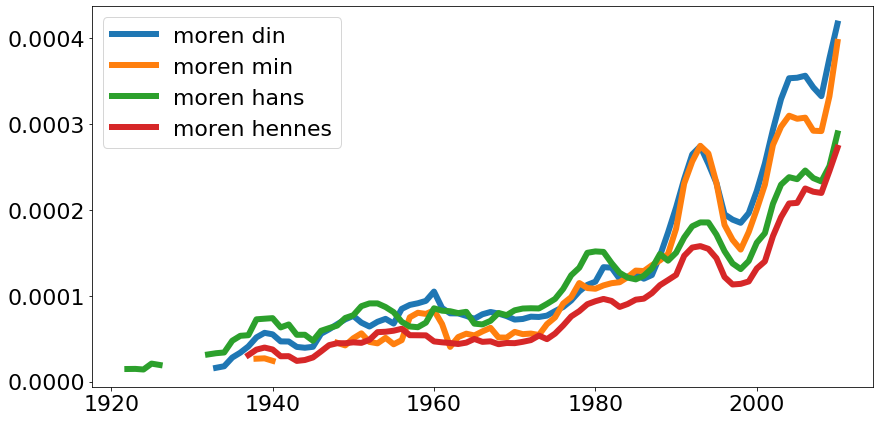 moren din
moren min
moren hans
moren hennes
0.0004
0.0003
0.0002
0.0001
0.0000
1920 1940 1960 1980 2000